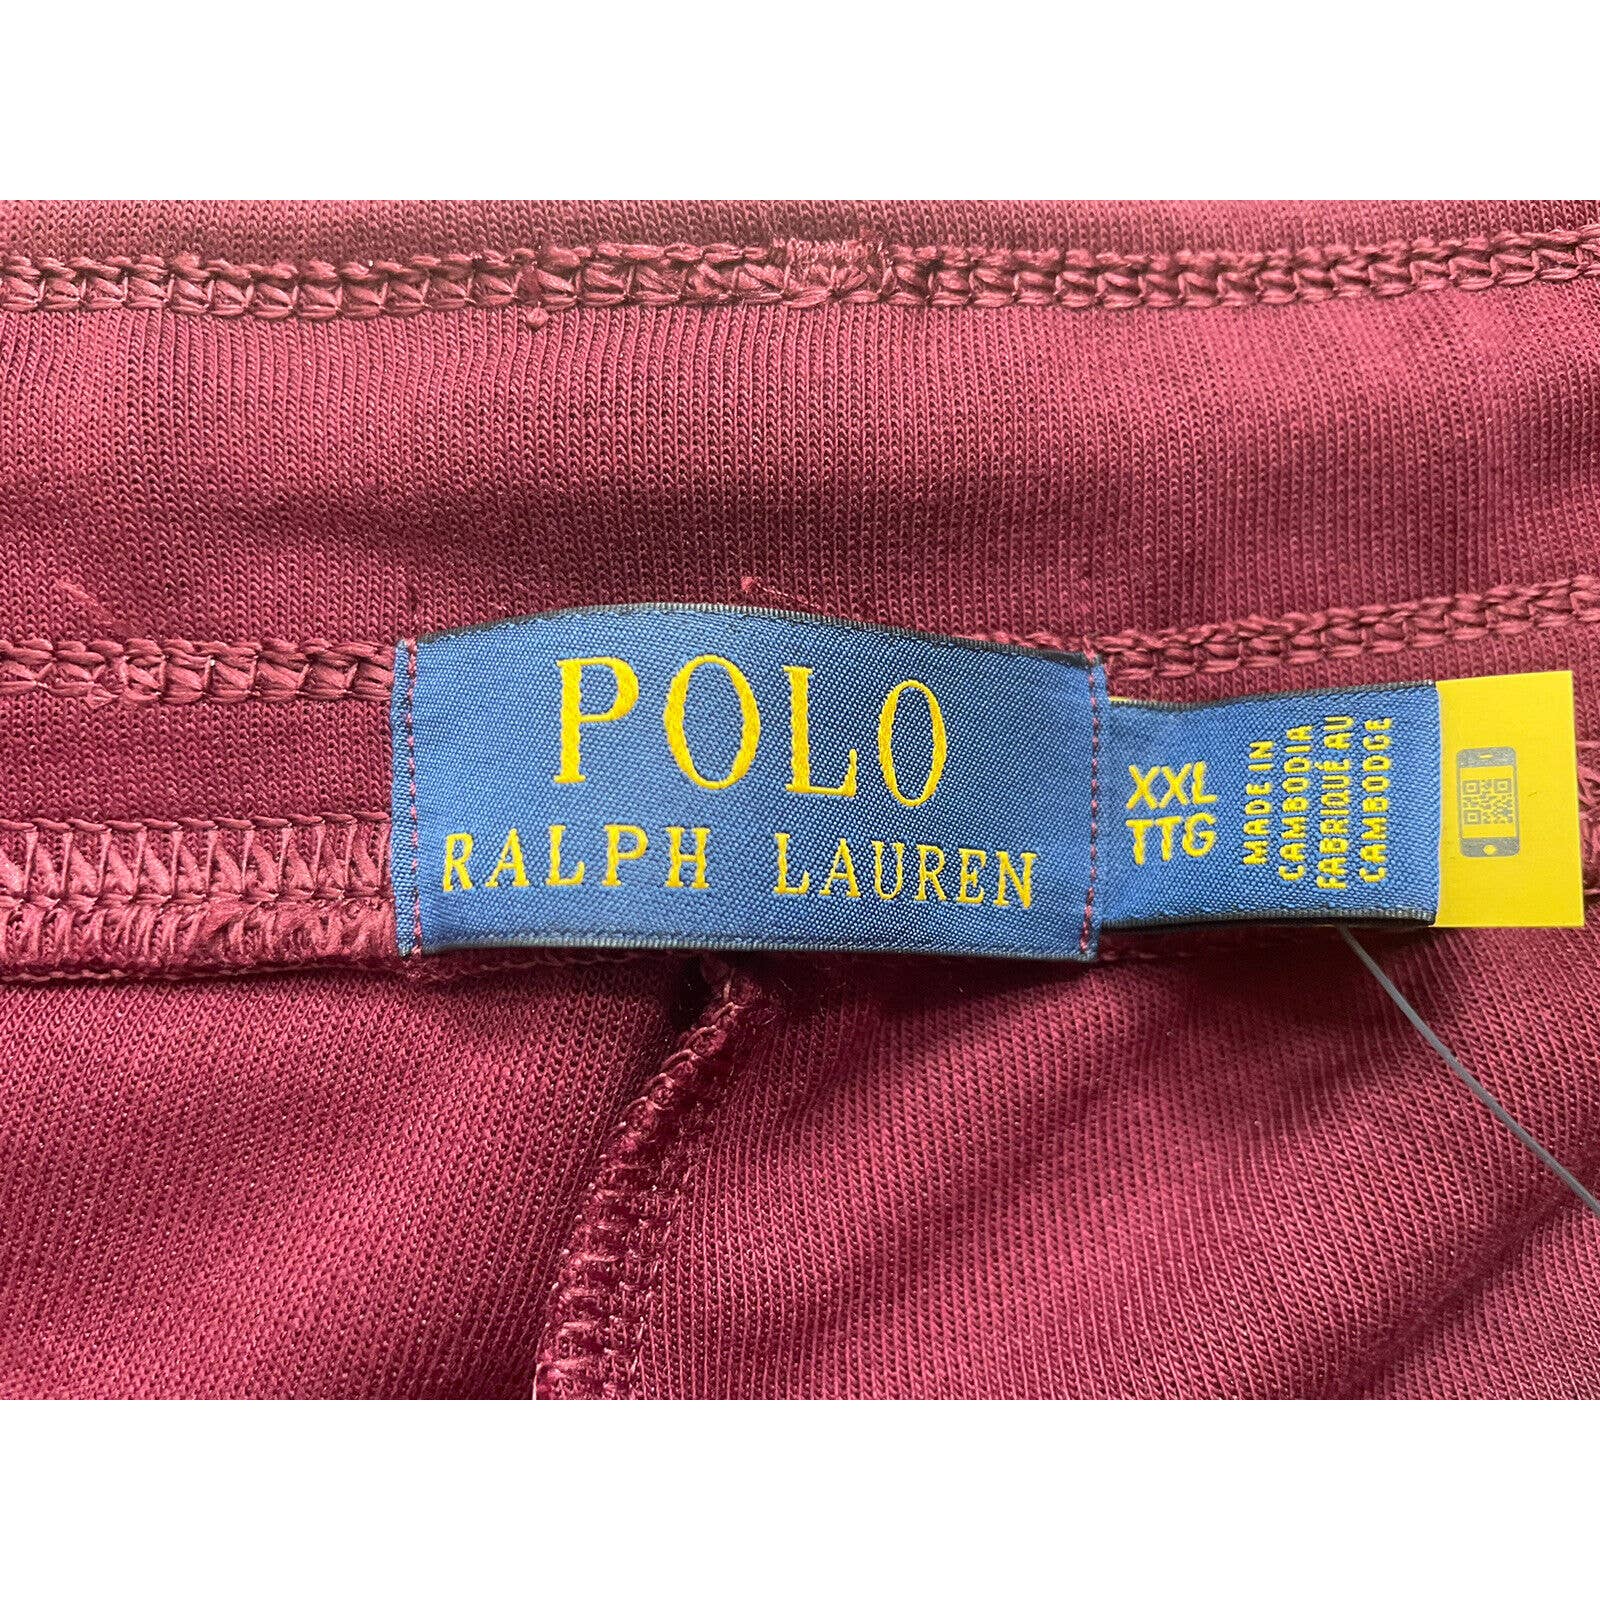 POLO
RALPH LAUREN
XXL
TTG
MADE IN
CAMBODIA
FABRIQUÉ AU
CAMBODGE